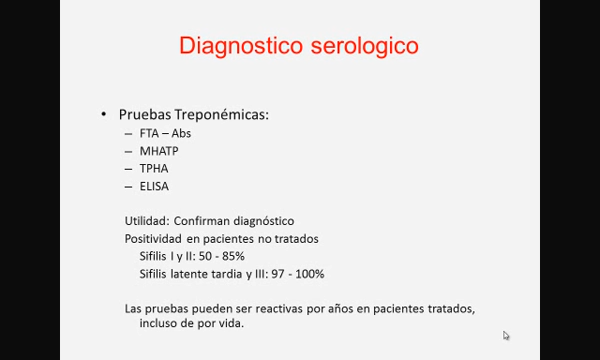 Diagnostico serologico
• Pruebas Treponémicas:
– FTA – Abs
– MHATP
– TPHA
– ELISA
Utilidad: Confirman diagnóstico
Positividad en pacientes no tratados
Sifilis I y II: 50 - 85%
Sifilis latente tardia y III: 97 - 100%
Las pruebas pueden ser reactivas por años en pacientes tratados,
incluso de por vida.